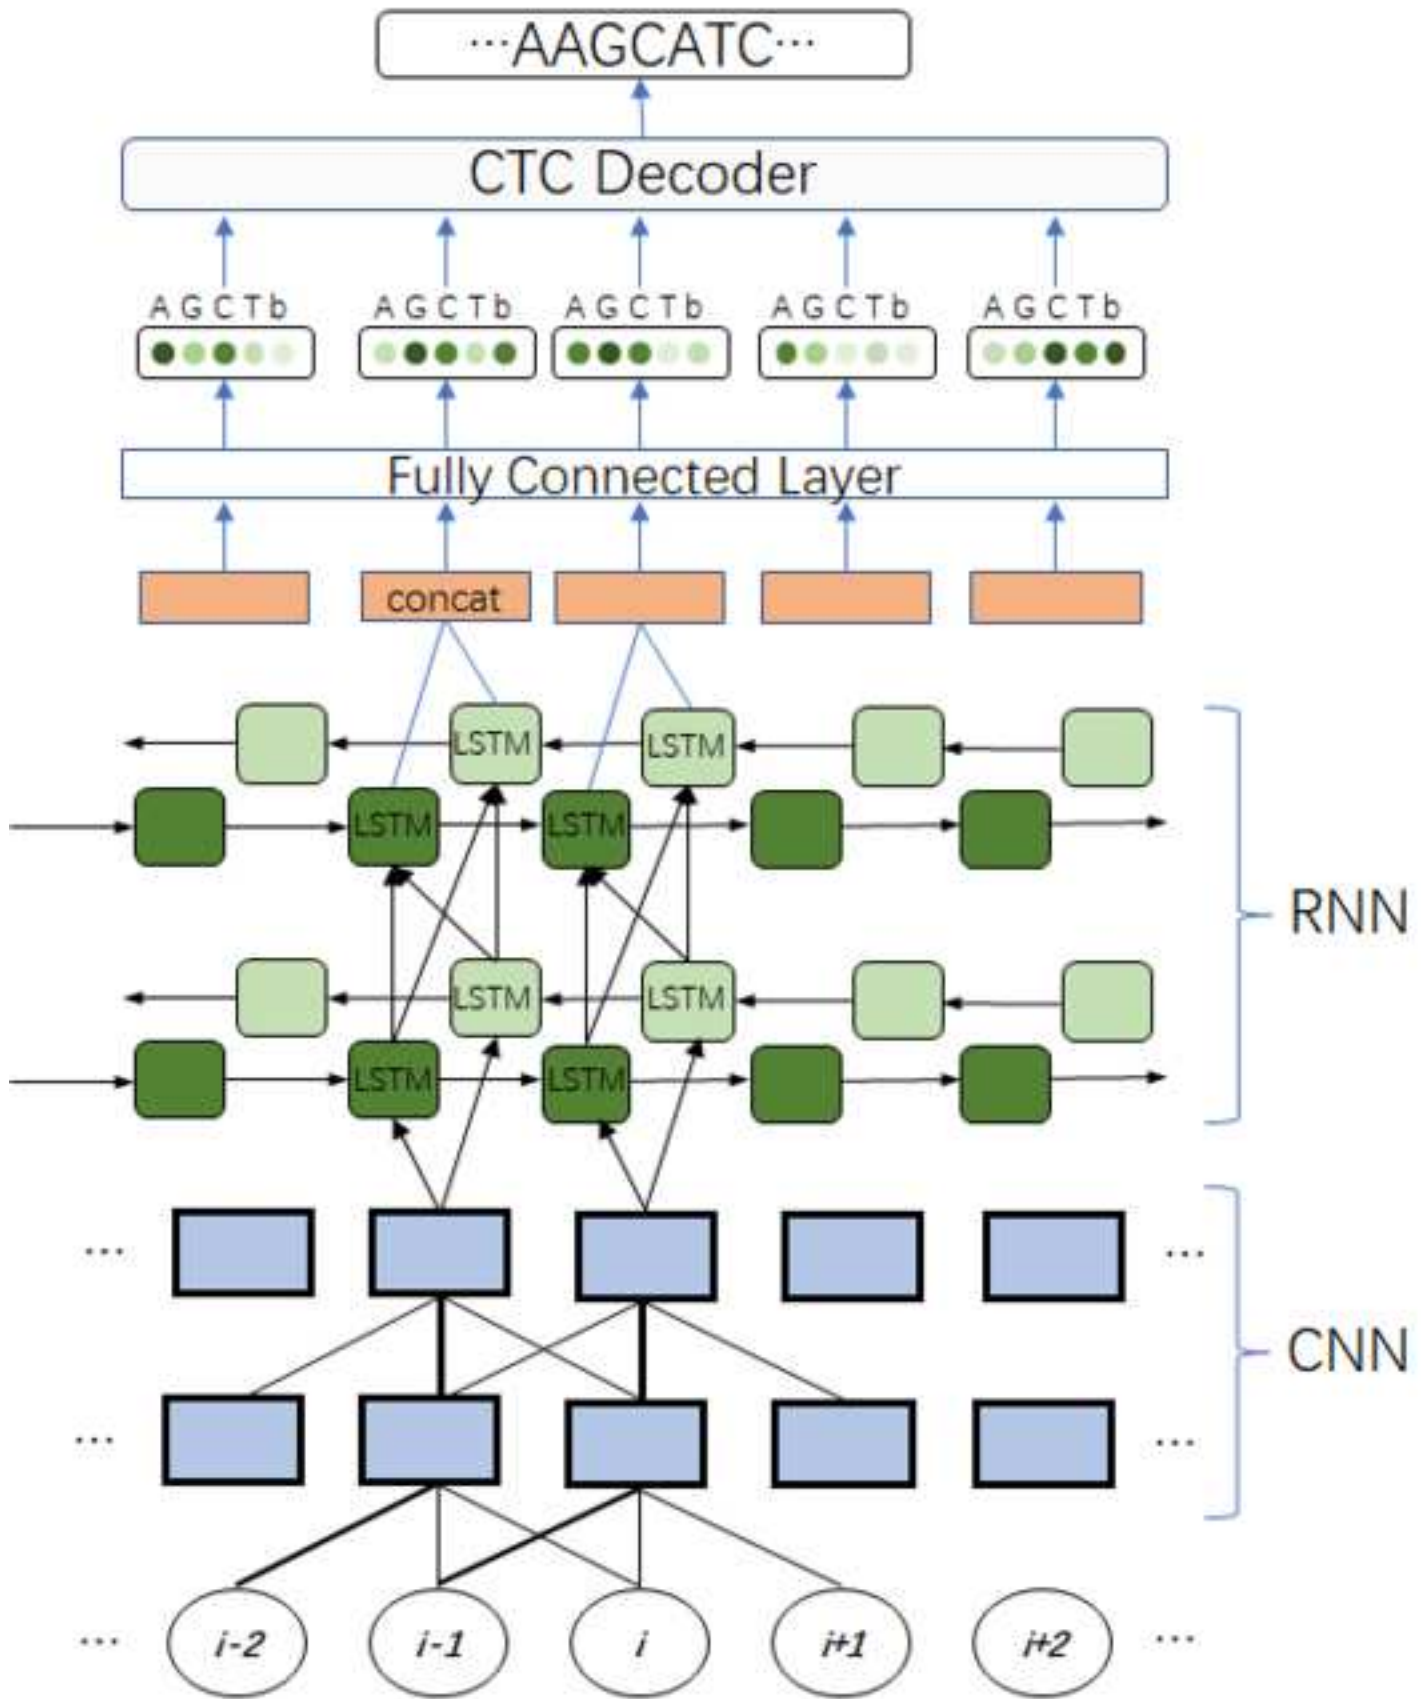 ···AAGCATC···
CTC Decoder
A G C T b A G C T b A G C T b A G C T b A G C T b
Fully Connected Layer
concat
LSTM LSTM
LSTM LSTM
RNN
LSTM LSTM
LSTM LSTM
··· ···
CNN
··· ···
··· i-2 i-1 i i+1 i+2 ···